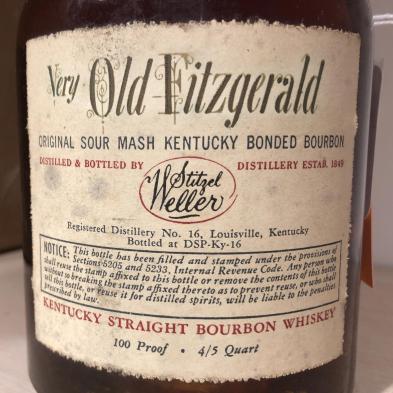 Very Old Fitzgerald
ORIGINAL SOUR MASH KENTUCKY BONDED BOURBON
DISTILLED & BOTTLED BY Stitzel Weller DISTILLERY ESTAB. 1849
Registered Distillery No. 16, Louisville, Kentucky
Bottled at DSP-Ky-16
NOTICE: This bottle has been filled and stamped under the provisions of
Sections 5205 and 5233, Internal Revenue Code. Any person who
shall reuse the stamp affixed to this bottle or remove the contents of this bottle
without so breaking the stamp affixed thereto as to prevent reuse, or who shall
sell this bottle, or reuse it for distilled spirits, will be liable to the penalties
prescribed by law.
KENTUCKY STRAIGHT BOURBON WHISKEY
100 Proof • 4/5 Quart